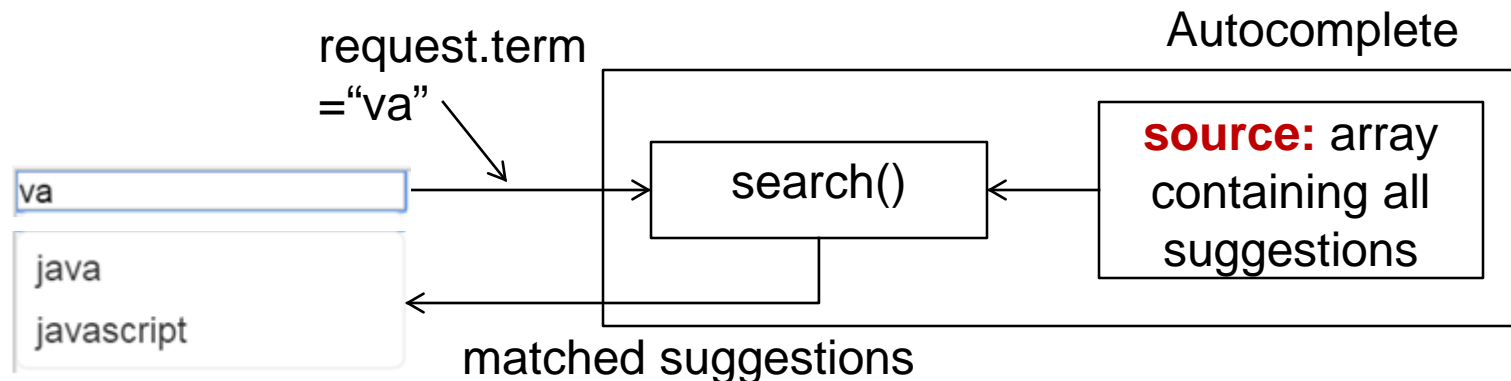 Autocomplete
request.term
=“va”
source: array
containing all
suggestions
search()
va
java
javascript
matched suggestions